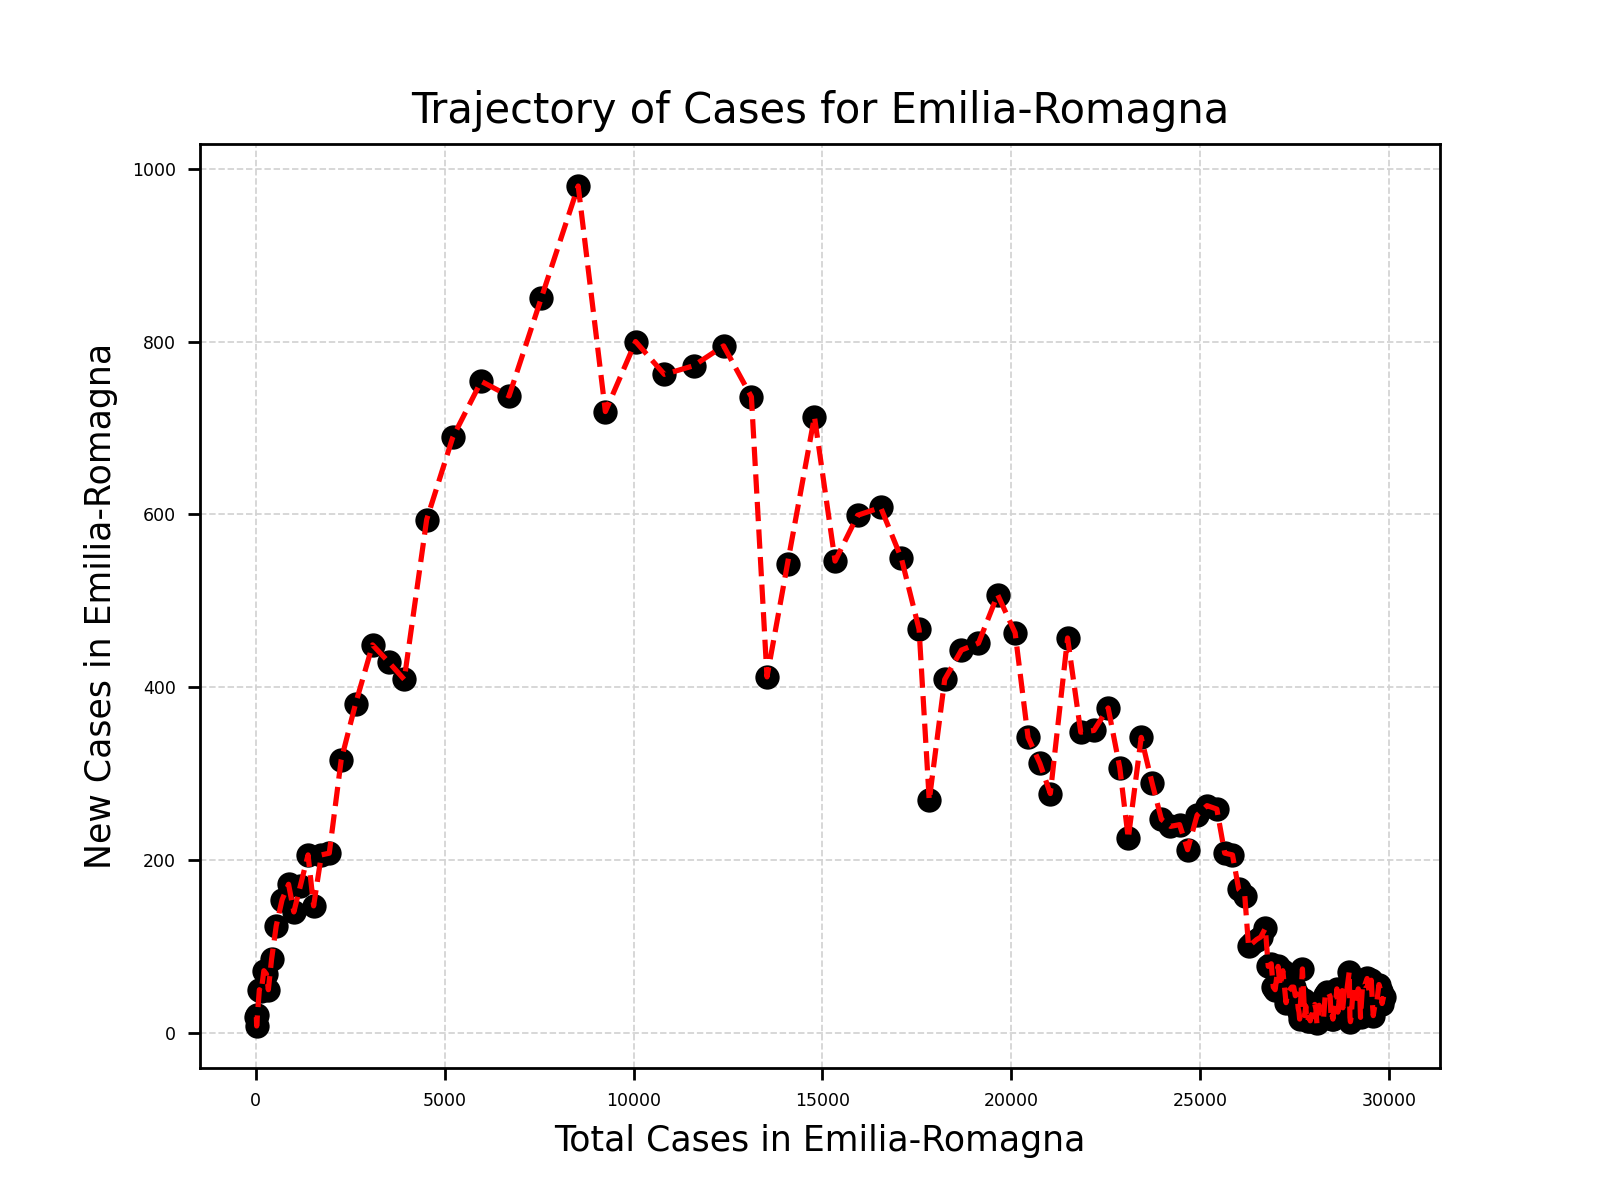 Trajectory of Cases for Emilia-Romagna
1000
800
600
400
200
0
New Cases in Emilia-Romagna
0 5000 10000 15000 20000 25000 30000
Total Cases in Emilia-Romagna